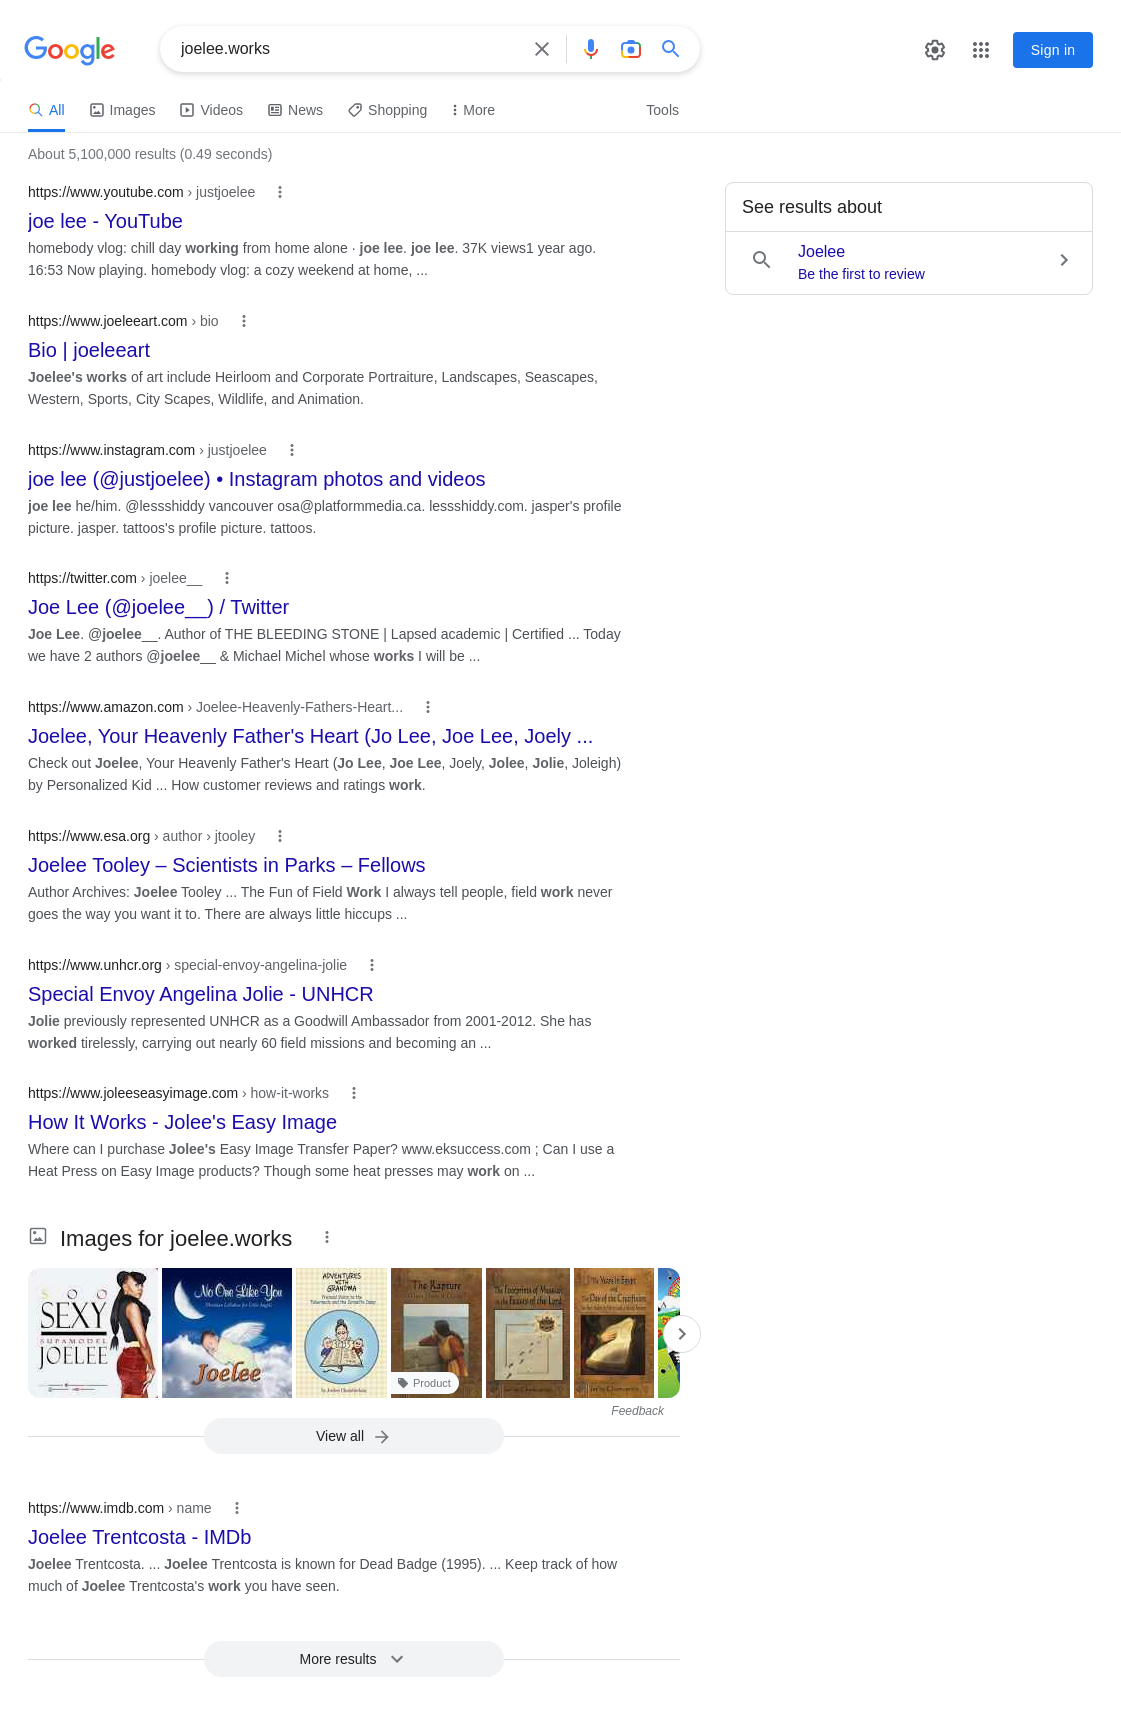 Google
joelee.works
Sign in
All
Images
Videos
News
Shopping
More
Tools
About 5,100,000 results (0.49 seconds)
https://www.youtube.com › justjoelee
joe lee - YouTube
homebody vlog: chill day working from home alone · joe lee. joe lee. 37K views1 year ago.
16:53 Now playing. homebody vlog: a cozy weekend at home, ...
https://www.joeleeart.com › bio
Bio | joeleeart
Joelee's works of art include Heirloom and Corporate Portraiture, Landscapes, Seascapes,
Western, Sports, City Scapes, Wildlife, and Animation.
https://www.instagram.com › justjoelee
joe lee (@justjoelee) • Instagram photos and videos
joe lee he/him. @lessshiddy vancouver osa@platformmedia.ca. lessshiddy.com. jasper's profile
picture. jasper. tattoos's profile picture. tattoos.
https://twitter.com › joelee__
Joe Lee (@joelee__) / Twitter
Joe Lee. @joelee__. Author of THE BLEEDING STONE | Lapsed academic | Certified ... Today
we have 2 authors @joelee__ & Michael Michel whose works I will be ...
https://www.amazon.com › Joelee-Heavenly-Fathers-Heart...
Joelee, Your Heavenly Father's Heart (Jo Lee, Joe Lee, Joely ...
Check out Joelee, Your Heavenly Father's Heart (Jo Lee, Joe Lee, Joely, Jolee, Jolie, Joleigh)
by Personalized Kid ... How customer reviews and ratings work.
https://www.esa.org › author › jtooley
Joelee Tooley – Scientists in Parks – Fellows
Author Archives: Joelee Tooley ... The Fun of Field Work I always tell people, field work never
goes the way you want it to. There are always little hiccups ...
https://www.unhcr.org › special-envoy-angelina-jolie
Special Envoy Angelina Jolie - UNHCR
Jolie previously represented UNHCR as a Goodwill Ambassador from 2001-2012. She has
worked tirelessly, carrying out nearly 60 field missions and becoming an ...
https://www.joleeseasyimage.com › how-it-works
How It Works - Jolee's Easy Image
Where can I purchase Jolee's Easy Image Transfer Paper? www.eksuccess.com ; Can I use a
Heat Press on Easy Image products? Though some heat presses may work on ...
Images for joelee.works
SOO
SEXY
SUPAMODEL
JOELEE
No One Like You
Joelee
ADVENTURES
WITH
GRANDMA
The Rapture
Product
The Footprints of Messiah
in the Feasts of the Lord
Feedback
View all
https://www.imdb.com › name
Joelee Trentcosta - IMDb
Joelee Trentcosta. ... Joelee Trentcosta is known for Dead Badge (1995). ... Keep track of how
much of Joelee Trentcosta's work you have seen.
More results
See results about
Joelee
Be the first to review